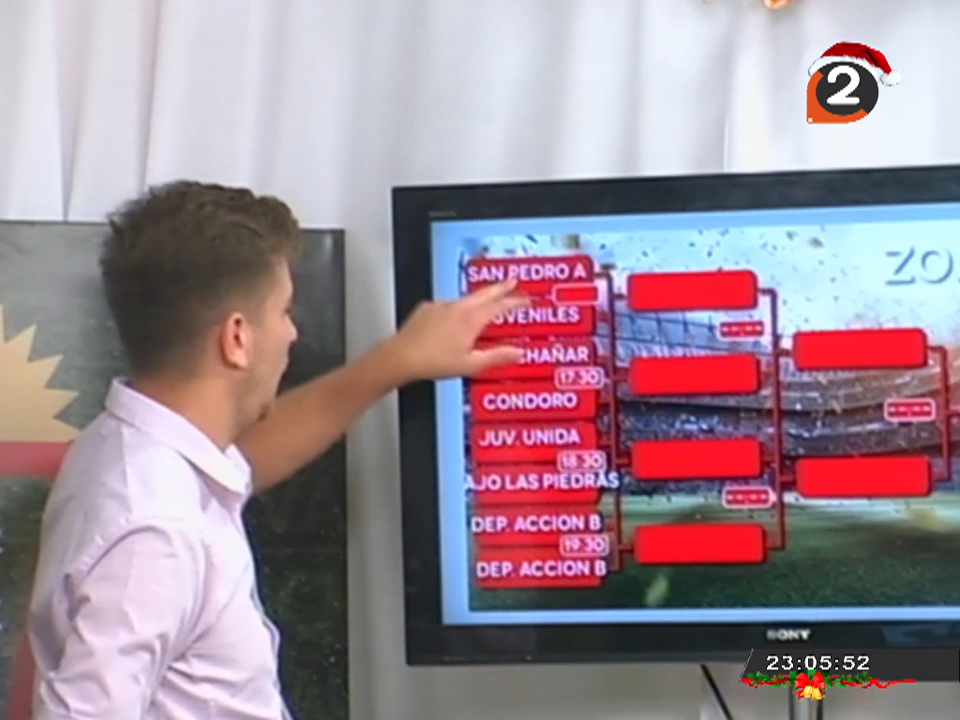 2
ZO
SAN PEDRO A
JUVENILES
CHAÑAR
17:30
CONDORO
JUV. UNIDA
18:30
AJO LAS PIEDRAS
DEP. ACCION B
19:30
DEP. ACCION B
SONY
23:05:52